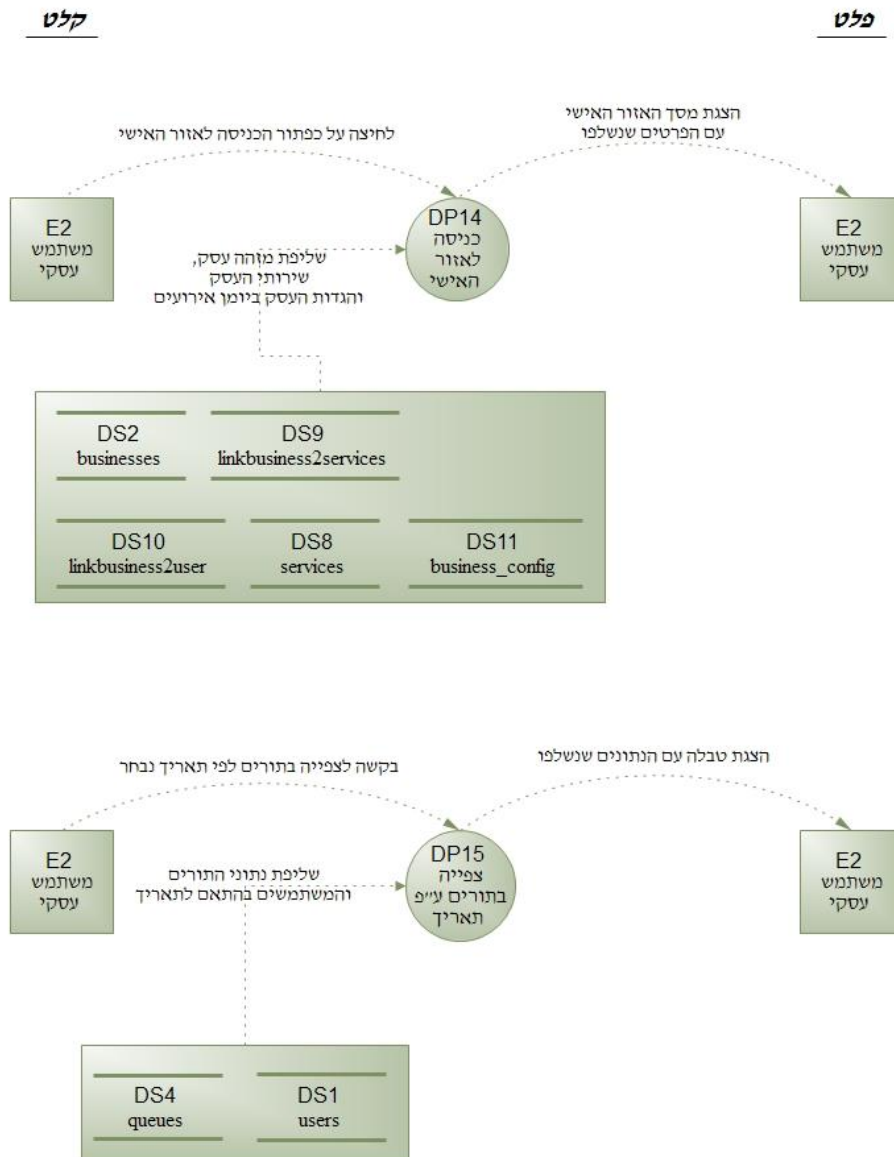 קלט
פלט
לחיצה על כפתור הכניסה לאזור האישי
הצגת מסך האזור האישי
עם הפרטים שנשלפו
E2
משתמש
עסקי
DP14
כניסה
לאזור
האישי
E2
משתמש
עסקי
שליפת מזהה עסק,
שירותי העסק
והגדות העסק ביומן אירועים
DS2
businesses
DS9
linkbusiness2services
DS10
linkbusiness2user
DS8
services
DS11
business_config
בקשה לצפייה בתורים לפי תאריך נבחר
הצגת טבלה עם הנתונים שנשלפו
E2
משתמש
עסקי
DP15
צפייה
בתורים ע״פ
תאריך
E2
משתמש
עסקי
שליפת נתוני התורים
והמשתמשים בהתאם לתאריך
DS4
queues
DS1
users